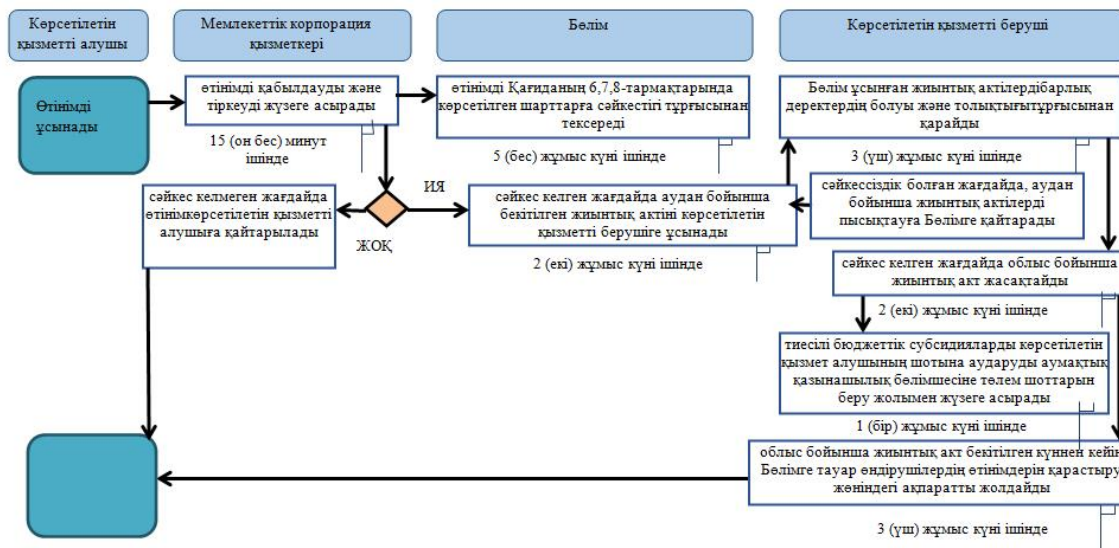 Көрсетілетін
қызметті алушы
Мемлекеттік корпорация
қызметкері
Бөлім
Көрсетілетін қызметті беруші
Өтінімді
ұсынады
өтінімді қабылдауды және
тіркеуді жүзеге асырады
15 (он бес) минут
ішінде
өтінімді Қағиданың 6,7,8-тармақтарында
көрсетілген шарттарға сәйкестігі тұрғысынан
тексереді
5 (бес) жұмыс күні ішінде
Бөлім ұсынған жиынтық актілердібарлық
деректердің болуы және толықтығытұрғысынан
қарайды
3 (үш) жұмыс күні ішінде
сәйкес келмеген жағдайда
өтінімкөрсетілетін қызметті
алушыға қайтарылады
ЖОҚ
ИЯ
сәйкес келген жағдайда аудан бойынша
бекітілген жиынтық актіні көрсетілетін
қызметті берушіге ұсынады
2 (екі) жұмыс күні ішінде
сәйкессіздік болған жағдайда, аудан
бойынша жиынтық актілерді
пысықтауға Бөлімге қайтарады
сәйкес келген жағдайда облыс бойынша
жиынтық акт жасақтайды
2 (екі) жұмыс күні ішінде
тиесілі бюджеттік субсидияларды көрсетілетін
қызмет алушының шотына аударуды аумақтық
қазынашылық бөлімшесіне төлем шоттарын
беру жолымен жүзеге асырады
1 (бір) жұмыс күні ішінде
облыс бойынша жиынтық акт бекітілген күннен кейін
Бөлімге тауар өндірушілердің өтінімдерін қарастыру
жөніндегі ақпаратты жолдайды
3 (үш) жұмыс күні ішінде